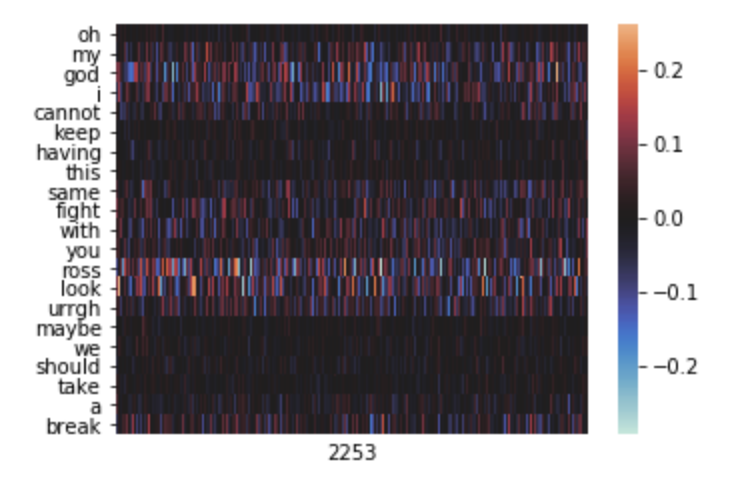 oh
my
god
i
cannot
keep
having
this
same
fight
with
you
ross
look
urrgh
maybe
we
should
take
a
break
2253
0.2
0.1
0.0
−0.1
−0.2